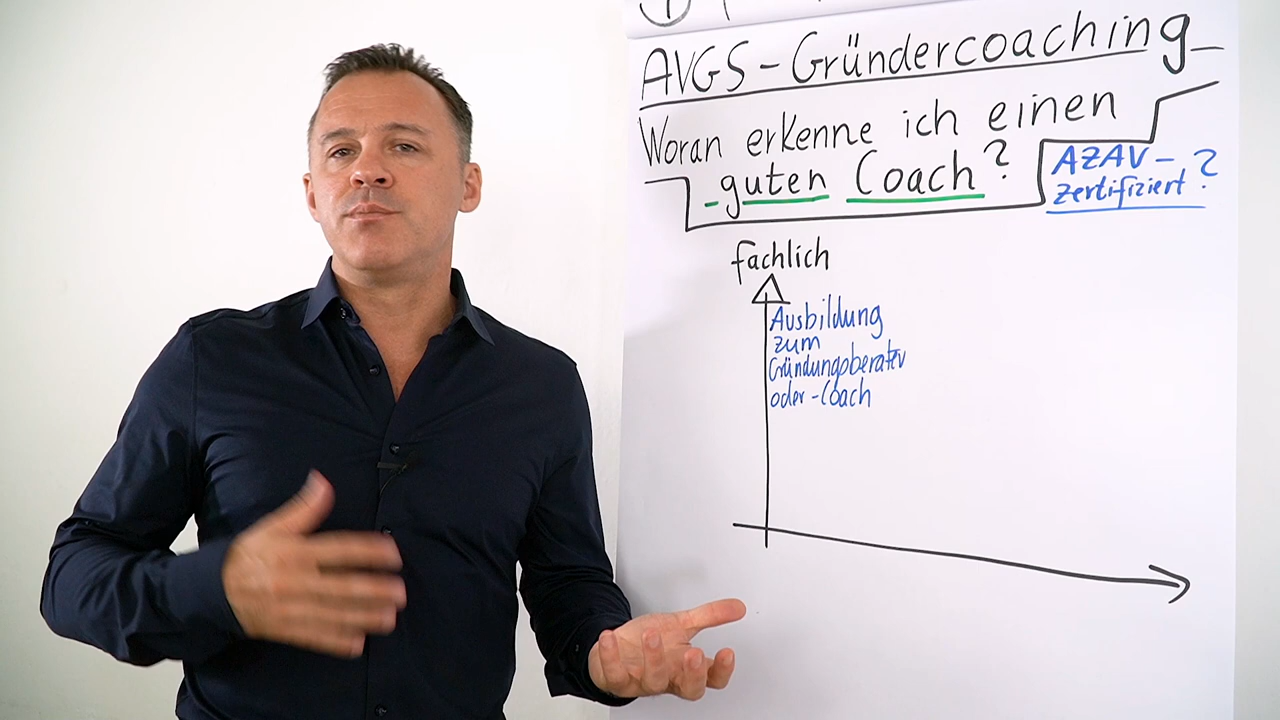 AVGS - Gründercoaching
Woran erkenne ich einen
guten Coach?
AZAV-
zertifiziert?
fachlich
Ausbildung
zum
Gründungsberater
oder -Coach